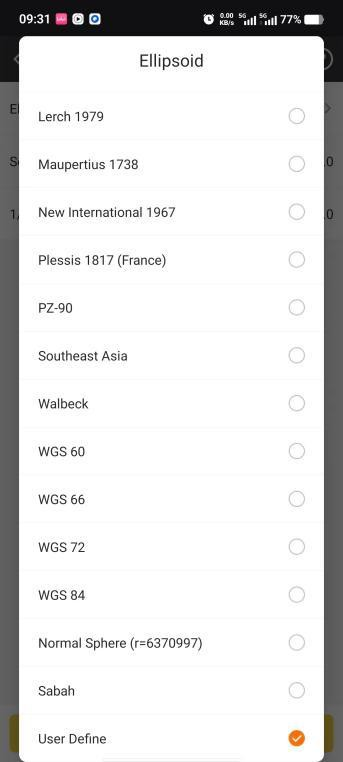 09:31 0.00 KB/s 5G 5G 77%
Ellipsoid
Lerch 1979
Maupertius 1738
New International 1967
Plessis 1817 (France)
PZ-90
Southeast Asia
Walbeck
WGS 60
WGS 66
WGS 72
WGS 84
Normal Sphere (r=6370997)
Sabah
User Define